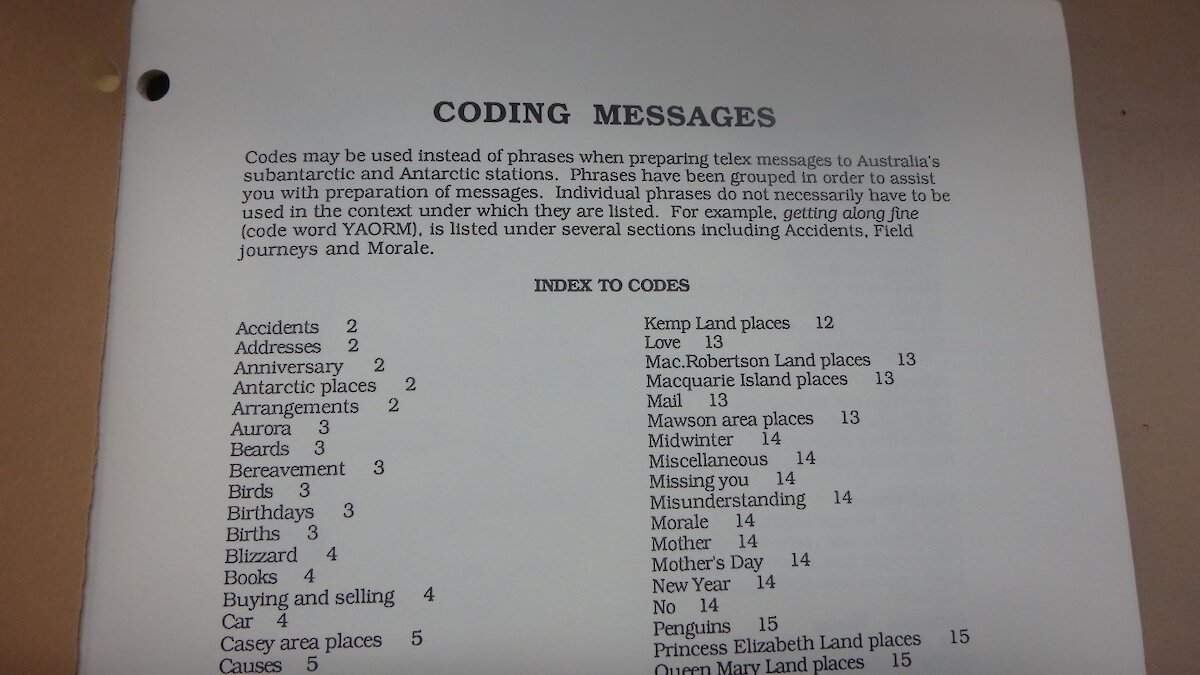 CODING MESSAGES
Codes may be used instead of phrases when preparing telex messages to Australia's
subantarctic and Antarctic stations. Phrases have been grouped in order to assist
you with preparation of messages. Individual phrases do not necessarily have to be
used in the context under which they are listed. For example, getting along fine
(code word YAORM), is listed under several sections including Accidents, Field
journeys and Morale.
INDEX TO CODES
Accidents 2
Addresses 2
Anniversary 2
Antarctic places 2
Arrangements 2
Aurora 3
Beards 3
Bereavement 3
Birds 3
Birthdays 3
Births 3
Blizzard 4
Books 4
Buying and selling 4
Car 4
Casey area places 5
Causes 5
Kemp Land places 12
Love 13
Mac.Robertson Land places 13
Macquarie Island places 13
Mail 13
Mawson area places 13
Midwinter 14
Miscellaneous 14
Missing you 14
Misunderstanding 14
Morale 14
Mother 14
Mother's Day 14
New Year 14
No 14
Penguins 15
Princess Elizabeth Land places 15
Queen Mary Land places 15